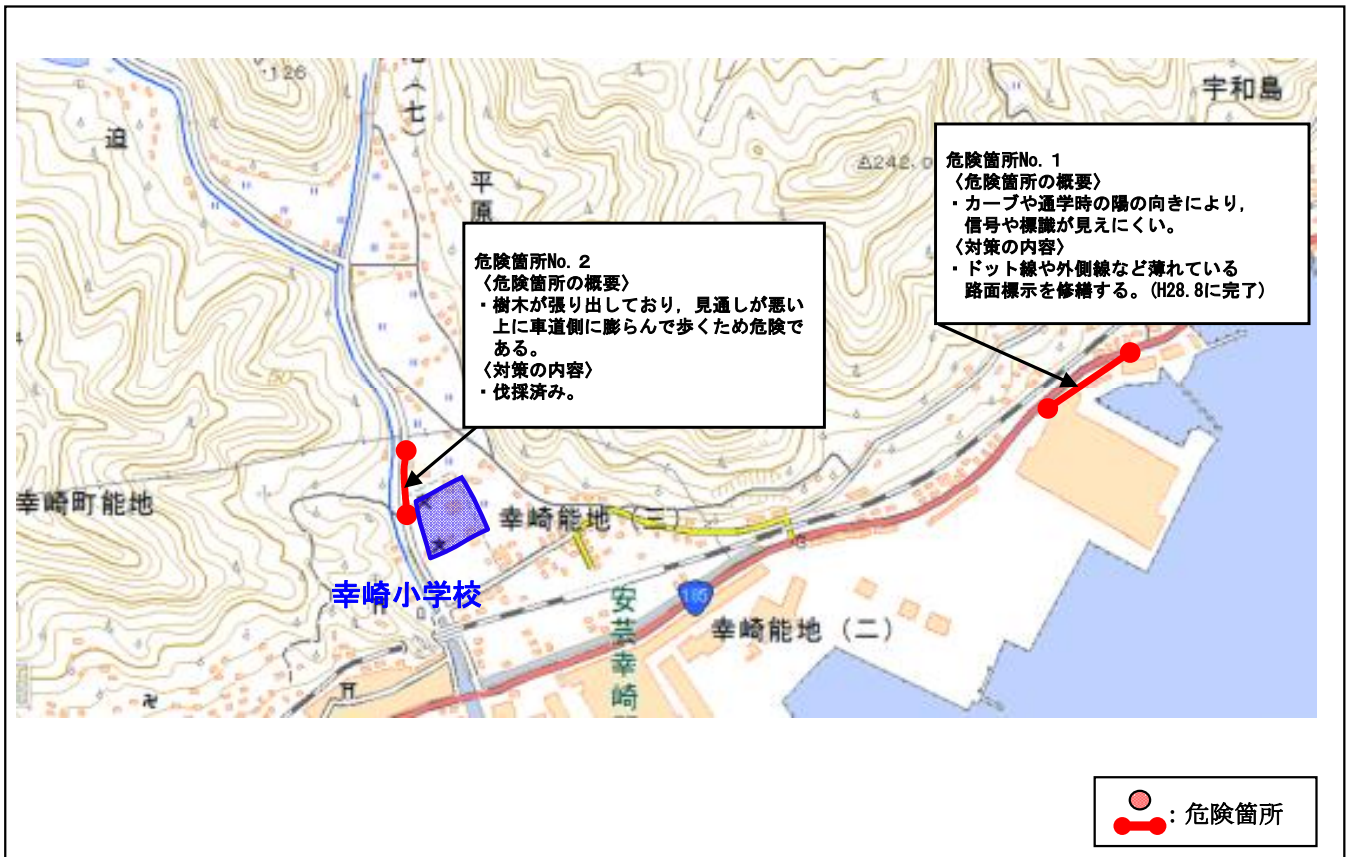 ・126
(七)
迫
宇和島
平原
△242.0
危険箇所No. 1
〈危険箇所の概要〉
・カーブや通学時の陽の向きにより,
信号や標識が見えにくい。
〈対策の内容〉
・ドット線や外側線など薄れている
路面標示を修繕する。(H28.8に完了)
危険箇所No. 2
〈危険箇所の概要〉
・樹木が張り出しており, 見通しが悪い
上に車道側に膨らんで歩くため危険で
ある。
〈対策の内容〉
・伐採済み。
幸崎町能地
幸崎能地 (三)
幸崎小学校
185
安芸幸崎
幸崎能地 (二)
: 危険箇所